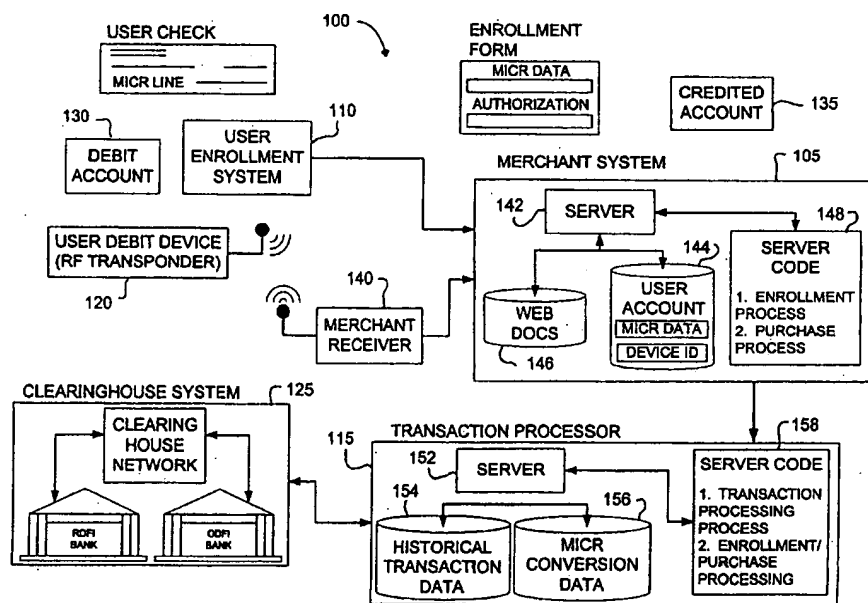 USER CHECK
MICR LINE
100
ENROLLMENT
FORM
MICR DATA
AUTHORIZATION
CREDITED
ACCOUNT
135
130
DEBIT
ACCOUNT
USER
ENROLLMENT
SYSTEM
110
MERCHANT SYSTEM
105
142
SERVER
148
SERVER
CODE
1. ENROLLMENT
PROCESS
2. PURCHASE
PROCESS
144
USER
ACCOUNT
MICR DATA
DEVICE ID
WEB
DOCS
146
USER DEBIT DEVICE
(RF TRANSPONDER)
120
140
MERCHANT
RECEIVER
CLEARINGHOUSE SYSTEM
125
CLEARING
HOUSE
NETWORK
RDFI
BANK
ODFI
BANK
TRANSACTION PROCESSOR
115
152
SERVER
158
SERVER CODE
1. TRANSACTION
PROCESSING
PROCESS
2. ENROLLMENT/
PURCHASE
PROCESSING
154
HISTORICAL
TRANSACTION
DATA
156
MICR
CONVERSION
DATA